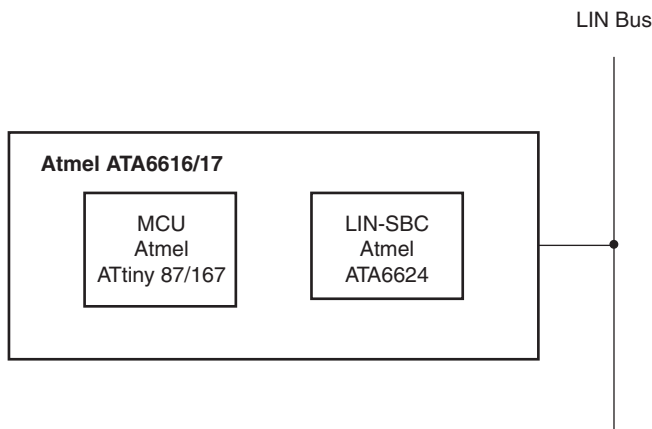 LIN Bus
Atmel ATA6616/17
MCU
Atmel
ATtiny 87/167
LIN-SBC
Atmel
ATA6624